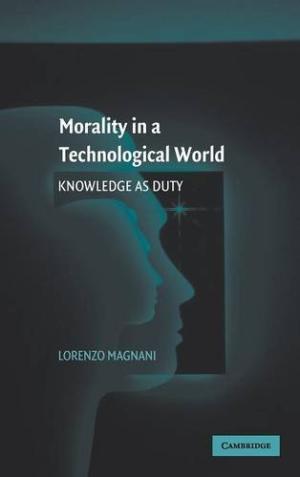 Morality in a
Technological World
KNOWLEDGE AS DUTY
LORENZO MAGNANI
CAMBRIDGE